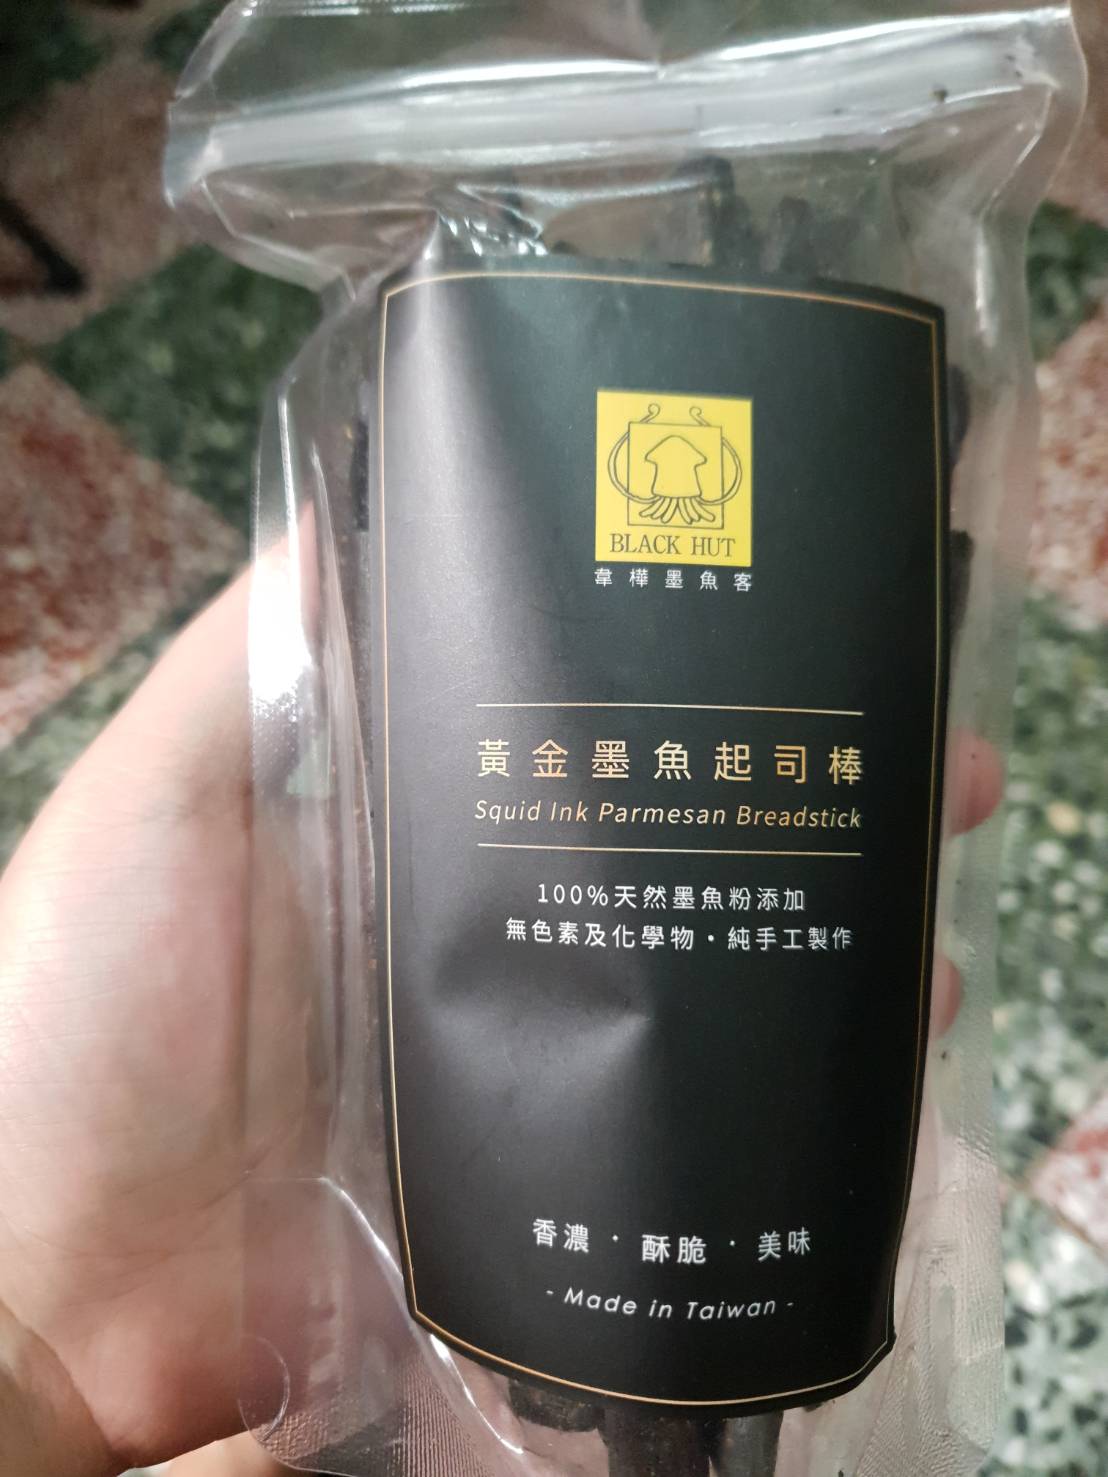 BLACK HUT
韋樺墨魚客
黃金墨魚起司棒
Squid Ink Parmesan Breadstick
100%天然墨魚粉添加
無色素及化學物・純手工製作
香濃・酥脆・美味
- Made in Taiwan -